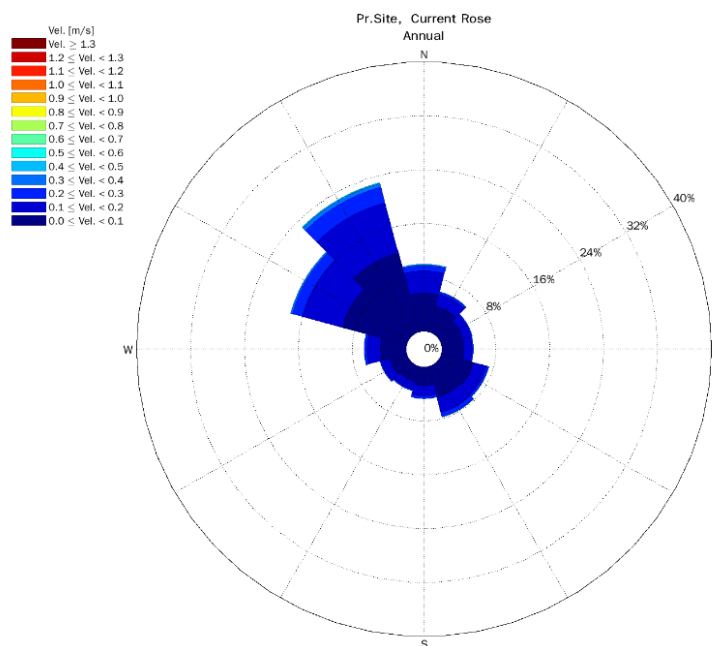 Pr.Site, Current Rose
Annual
Vel. [m/s]
Vel. ≥ 1.3
1.2 ≤ Vel. < 1.3
1.1 ≤ Vel. < 1.2
1.0 ≤ Vel. < 1.1
0.9 ≤ Vel. < 1.0
0.8 ≤ Vel. < 0.9
0.7 ≤ Vel. < 0.8
0.6 ≤ Vel. < 0.7
0.5 ≤ Vel. < 0.6
0.4 ≤ Vel. < 0.5
0.3 ≤ Vel. < 0.4
0.2 ≤ Vel. < 0.3
0.1 ≤ Vel. < 0.2
0.0 ≤ Vel. < 0.1
N
40%
32%
24%
16%
8%
0%
W
S